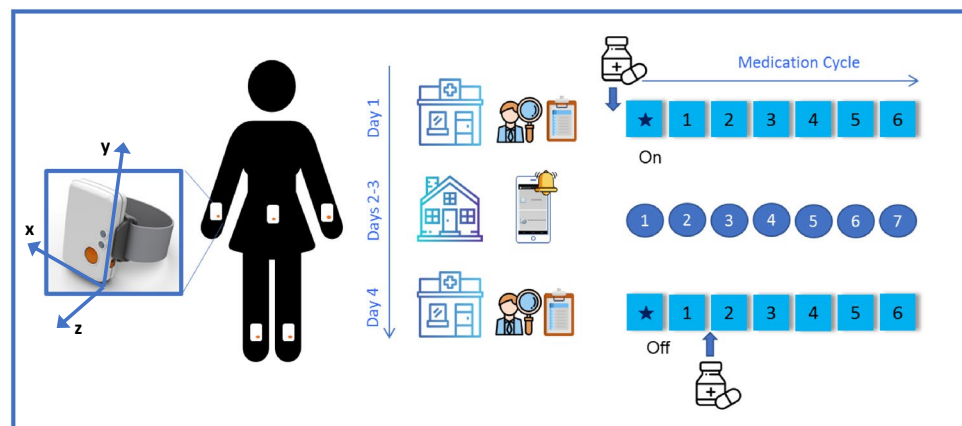 Medication Cycle
Day 1
★ 1 2 3 4 5 6
On
y
x
z
Days 2-3
1 2 3 4 5 6 7
Day 4
★ 1 2 3 4 5 6
Off